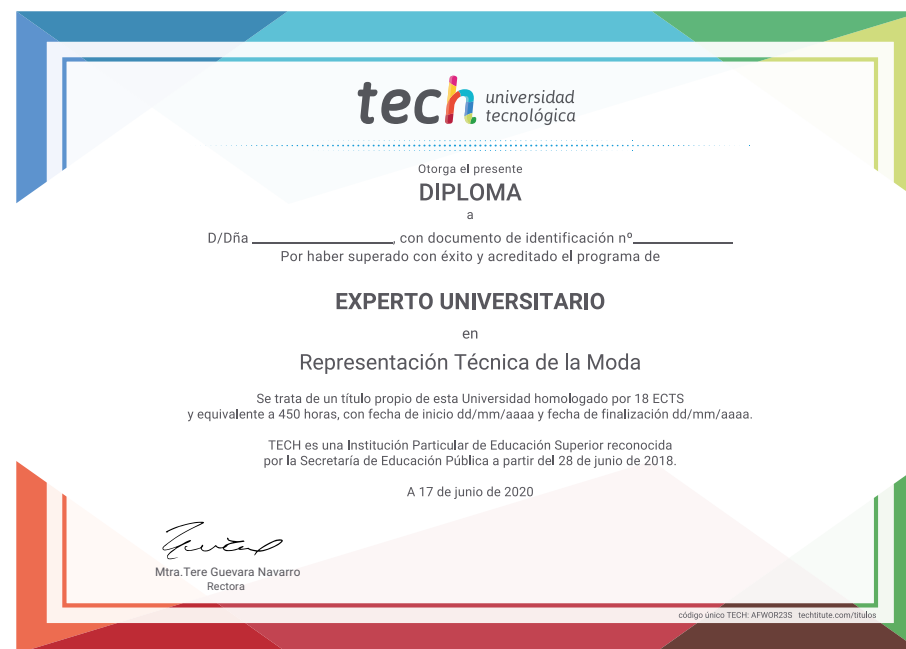 tech universidad
tecnológica
Otorga el presente
DIPLOMA
a
D/Dña ____________________, con documento de identificación nº______________
Por haber superado con éxito y acreditado el programa de
EXPERTO UNIVERSITARIO
en
Representación Técnica de la Moda
Se trata de un título propio de esta Universidad homologado por 18 ECTS
y equivalente a 450 horas, con fecha de inicio dd/mm/aaaa y fecha de finalización dd/mm/aaaa.
TECH es una Institución Particular de Educación Superior reconocida
por la Secretaría de Educación Pública a partir del 28 de junio de 2018.
A 17 de junio de 2020
Mtra.Tere Guevara Navarro
Rectora
código único TECH: AFWOR23S techtitute.com/titulos